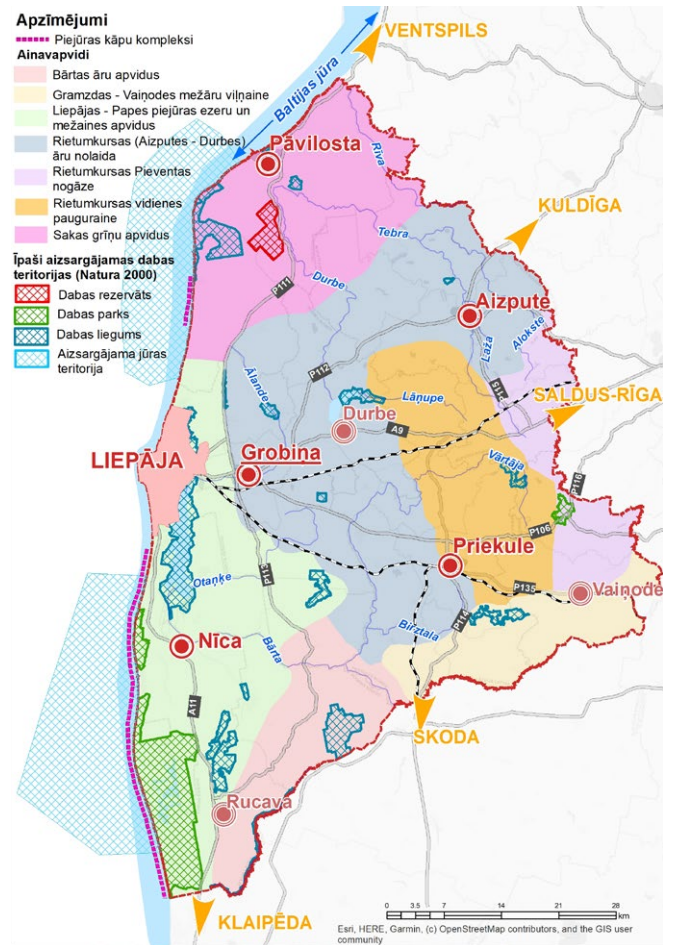 Apzīmējumi
Piejūras kāpu kompleksi
Ainavapvidi
Bārtas āru apvidus
Gramzdas - Vaiņodes mežāru viļņaine
Liepājas - Papes piejūras ezeru un
mežaines apvidus
Rietumkursas (Aizputes - Durbes)
āru nolaida
Rietumkursas Pieventas
nogāze
Rietumkursas vidienes
pauguraine
Sakas grīņu apvidus
Īpaši aizsargājamas dabas
teritorijas (Natura 2000)
Dabas rezervāts
Dabas parks
Dabas liegums
Aizsargājama jūras
teritorija
VENTSPILS
Baltijas jūra
Pāvilosta
Rīva
KULDĪGA
Tebra
Durbe
P111
Aizpute
Alokste
Laža
P112
P115
Ālande
SALDUS-RĪGA
Lāņupe
Durbe
A9
LIEPĀJA
Grobiņa
Vārtāja
P116
P106
Priekule
P113
P135
Vaiņode
Otaņķe
P114
Birztala
Nīca
Bārta
A11
SKODA
Rucava
KLAIPĒDA
0 3.5 7 14 21 28
km
Esri, HERE, Garmin, (c) OpenStreetMap contributors, and the GIS user
community